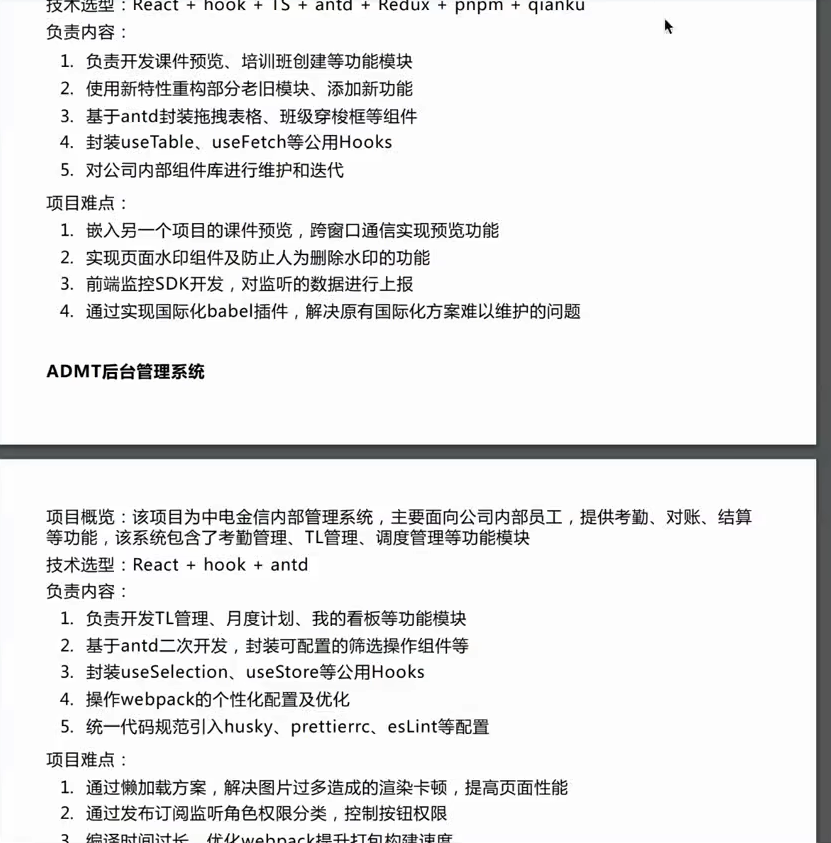 技术选型：React + hook + TS + antd + Redux + pnpm + qianku
负责内容：
1. 负责开发课件预览、培训班创建等功能模块
2. 使用新特性重构部分老旧模块、添加新功能
3. 基于antd封装拖拽表格、班级穿梭框等组件
4. 封装useTable、useFetch等公用Hooks
5. 对公司内部组件库进行维护和迭代
项目难点：
1. 嵌入另一个项目的课件预览，跨窗口通信实现预览功能
2. 实现页面水印组件及防止人为删除水印的功能
3. 前端监控SDK开发，对监听的数据进行上报
4. 通过实现国际化babel插件，解决原有国际化方案难以维护的问题
ADMT后台管理系统
项目概览：该项目为中电金信内部管理系统，主要面向公司内部员工，提供考勤、对账、结算
等功能，该系统包含了考勤管理、TL管理、调度管理等功能模块
技术选型：React + hook + antd
负责内容：
1. 负责开发TL管理、月度计划、我的看板等功能模块
2. 基于antd二次开发，封装可配置的筛选操作组件等
3. 封装useSelection、useStore等公用Hooks
4. 操作webpack的个性化配置及优化
5. 统一代码规范引入husky、prettierrc、esLint等配置
项目难点：
1. 通过懒加载方案，解决图片过多造成的渲染卡顿，提高页面性能
2. 通过发布订阅监听角色权限分类，控制按钮权限
3. 编译时间过长，优化webpack提升打包构建速度